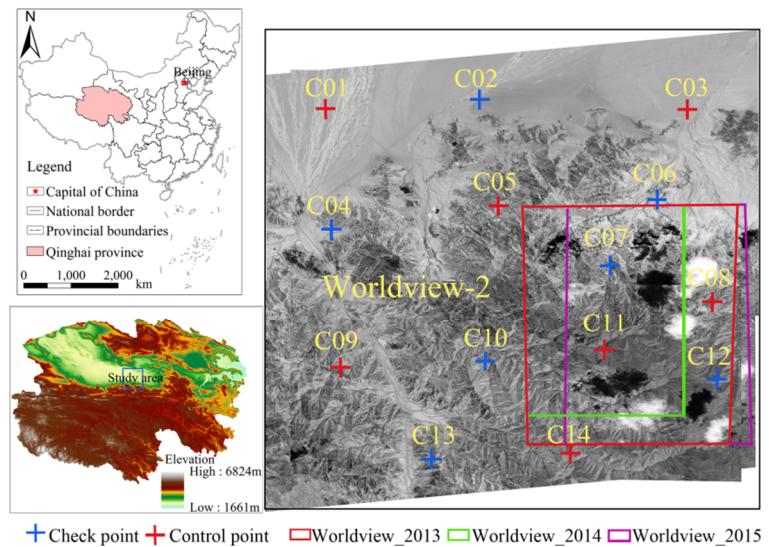 N
Beijing
Legend
Capital of China
National border
Provincial boundaries
Qinghai province
0 1,000 2,000
km
Study area
Elevation
High : 6824m
Low : 1661m
C01
C02
C03
C04
C05
C06
C07
Worldview-2
C08
C09
C10
C11
C12
C13
C14
Check point Control point Worldview_2013 Worldview_2014 Worldview_2015